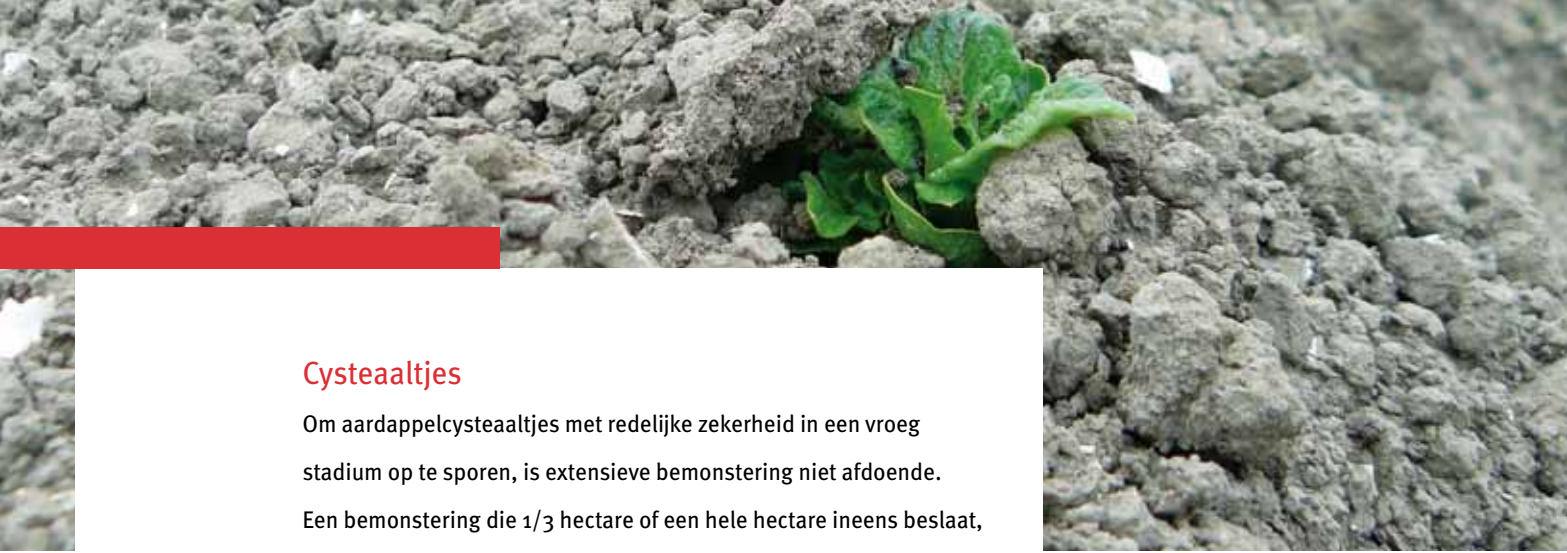 Cysteaaltjes
Om aardappelcysteaaltjes met redelijke zekerheid in een vroeg
stadium op te sporen, is extensieve bemonstering niet afdoende.
Een bemonstering die 1/3 hectare of een hele hectare ineens beslaat,